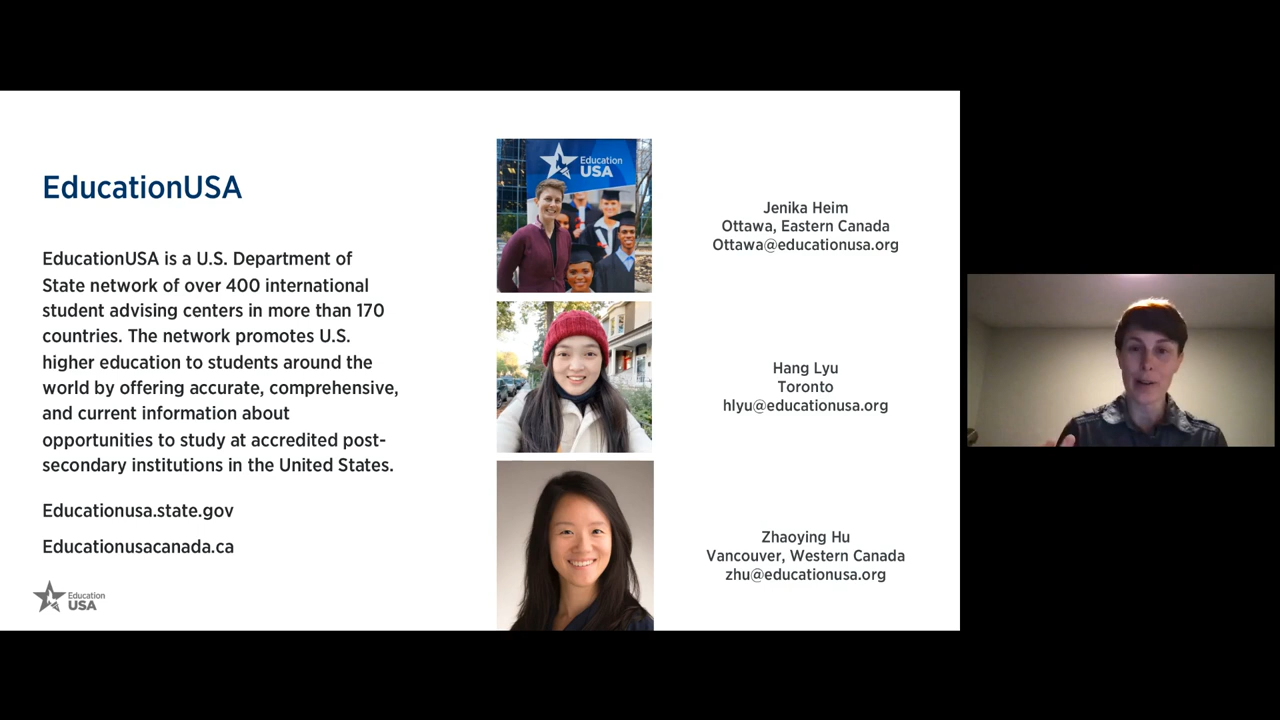 EducationUSA
EducationUSA is a U.S. Department of
State network of over 400 international
student advising centers in more than 170
countries. The network promotes U.S.
higher education to students around the
world by offering accurate, comprehensive,
and current information about
opportunities to study at accredited post-
secondary institutions in the United States.
Educationusa.state.gov
Educationusacanada.ca
Education
USA
Education
USA
Jenika Heim
Ottawa, Eastern Canada
Ottawa@educationusa.org
Hang Lyu
Toronto
hlyu@educationusa.org
Zhaoying Hu
Vancouver, Western Canada
zhu@educationusa.org